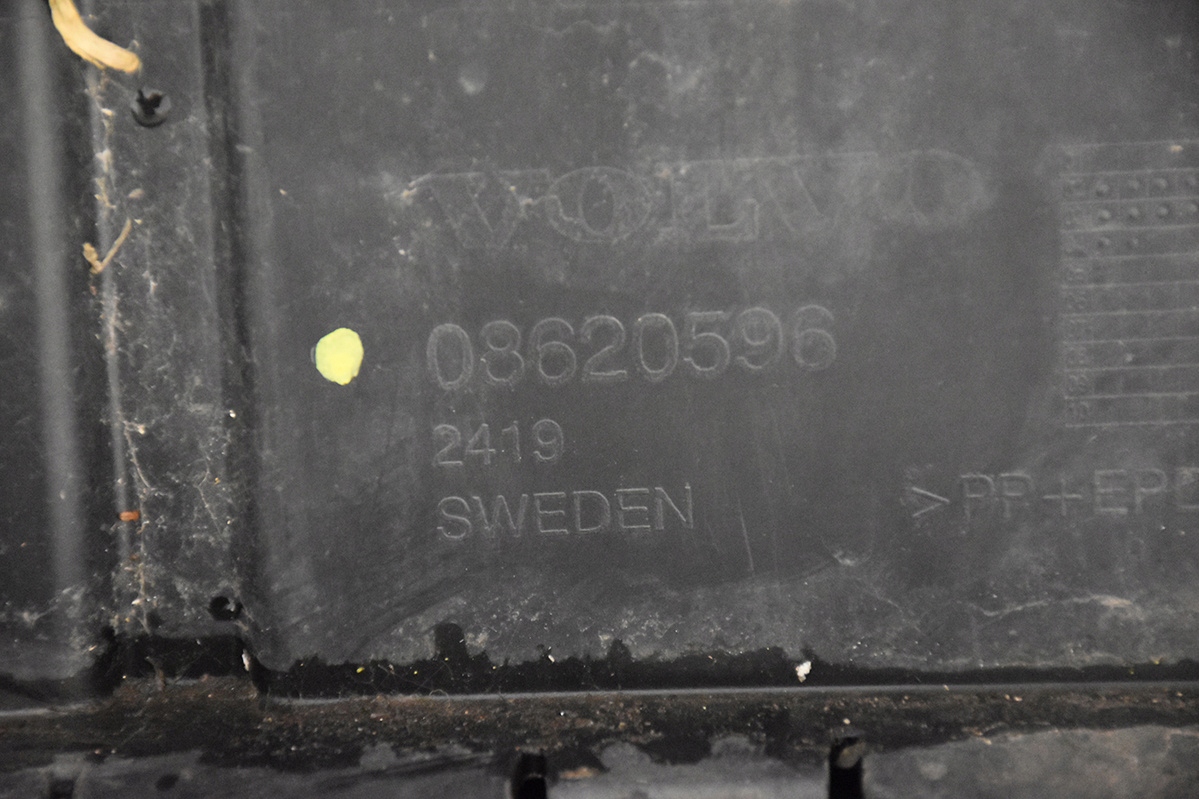 VOLVO
08620596
2419
SWEDEN
>PP+EPD